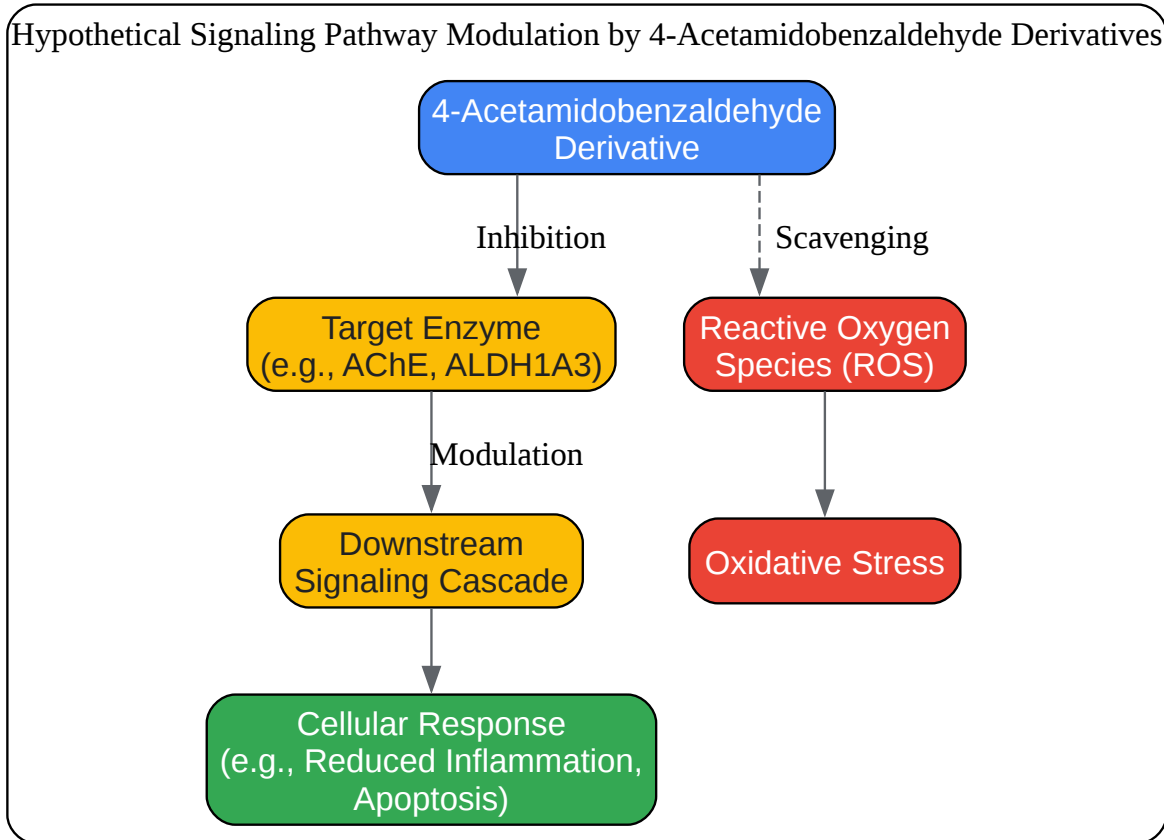 Hypothetical Signaling Pathway Modulation by 4-Acetamidobenzaldehyde Derivatives
4-Acetamidobenzaldehyde
Derivative
Inhibition
Scavenging
Target Enzyme
(e.g., AChE, ALDH1A3)
Reactive Oxygen
Species (ROS)
Modulation
Downstream
Signaling Cascade
Oxidative Stress
Cellular Response
(e.g., Reduced Inflammation,
Apoptosis)